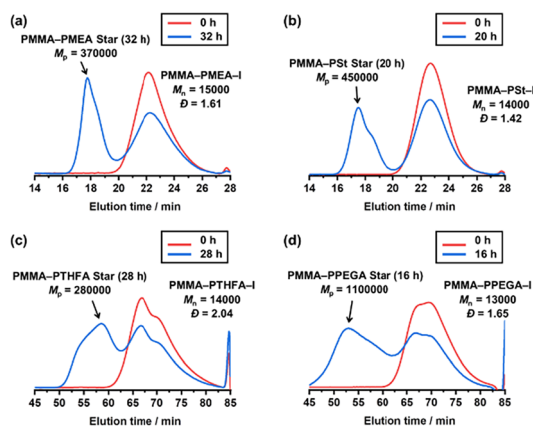 (a)
0 h
32 h
PMMA–PMEA Star (32 h)
Mp = 370000
PMMA–PMEA–I
Mn = 15000
Đ = 1.61
14 16 18 20 22 24 26 28
Elution time / min
(b)
0 h
20 h
PMMA–PSt Star (20 h)
Mp = 450000
PMMA–PSt–I
Mn = 14000
Đ = 1.42
14 16 18 20 22 24 26 28
Elution time / min
(c)
0 h
28 h
PMMA–PTHFA Star (28 h)
Mp = 280000
PMMA–PTHFA–I
Mn = 14000
Đ = 2.04
45 50 55 60 65 70 75 80 85
Elution time / min
(d)
0 h
16 h
PMMA–PPEGA Star (16 h)
Mp = 1100000
PMMA–PPEGA–I
Mn = 13000
Đ = 1.65
45 50 55 60 65 70 75 80 85
Elution time / min